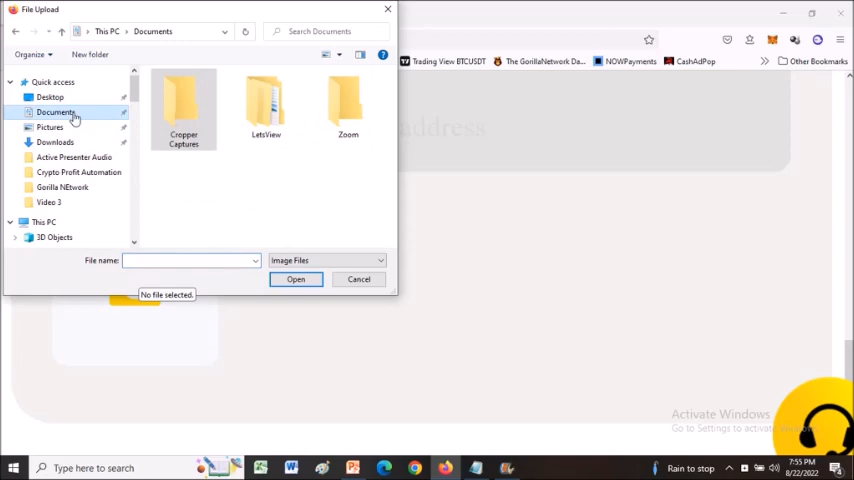 File Upload
This PC
Documents
Search Documents
Organize
New folder
Quick access
Desktop
Documents
Pictures
Downloads
Active Presenter Audio
Crypto Profit Automation
Gorilla NEtwork
Video 3
This PC
3D Objects
Cropper
Captures
LetsView
Zoom
File name:
Image Files
Open
Cancel
No file selected.
Trading View BTCUSDT
The GorillaNetwork Da...
NOWPayments
CashAdPop
Other Bookmarks
address
Activate Windows
Go to Settings to activate Windows.
Type here to search
Rain to stop
7:55 PM
8/22/2022
4